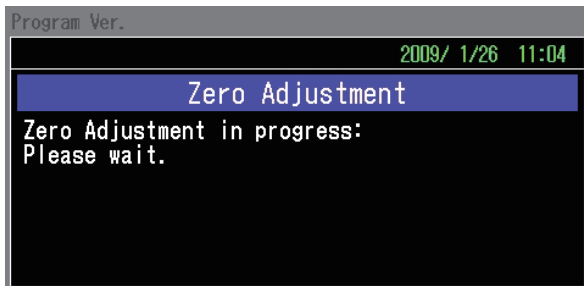 Program Ver.
2009/ 1/26 11:04
Zero Adjustment
Zero Adjustment in progress:
Please wait.